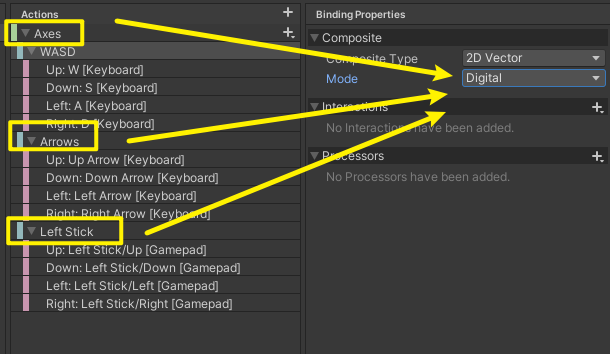 Actions
Axes
WASD
Up: W [Keyboard]
Down: S [Keyboard]
Left: A [Keyboard]
Right: D [Keyboard]
Arrows
Up: Up Arrow [Keyboard]
Down: Down Arrow [Keyboard]
Left: Left Arrow [Keyboard]
Right: Right Arrow [Keyboard]
Left Stick
Up: Left Stick/Up [Gamepad]
Down: Left Stick/Down [Gamepad]
Left: Left Stick/Left [Gamepad]
Right: Left Stick/Right [Gamepad]
Binding Properties
Composite
Composite Type 2D Vector
Mode Digital
Interactions
No Interactions have been added.
Processors
No Processors have been added.